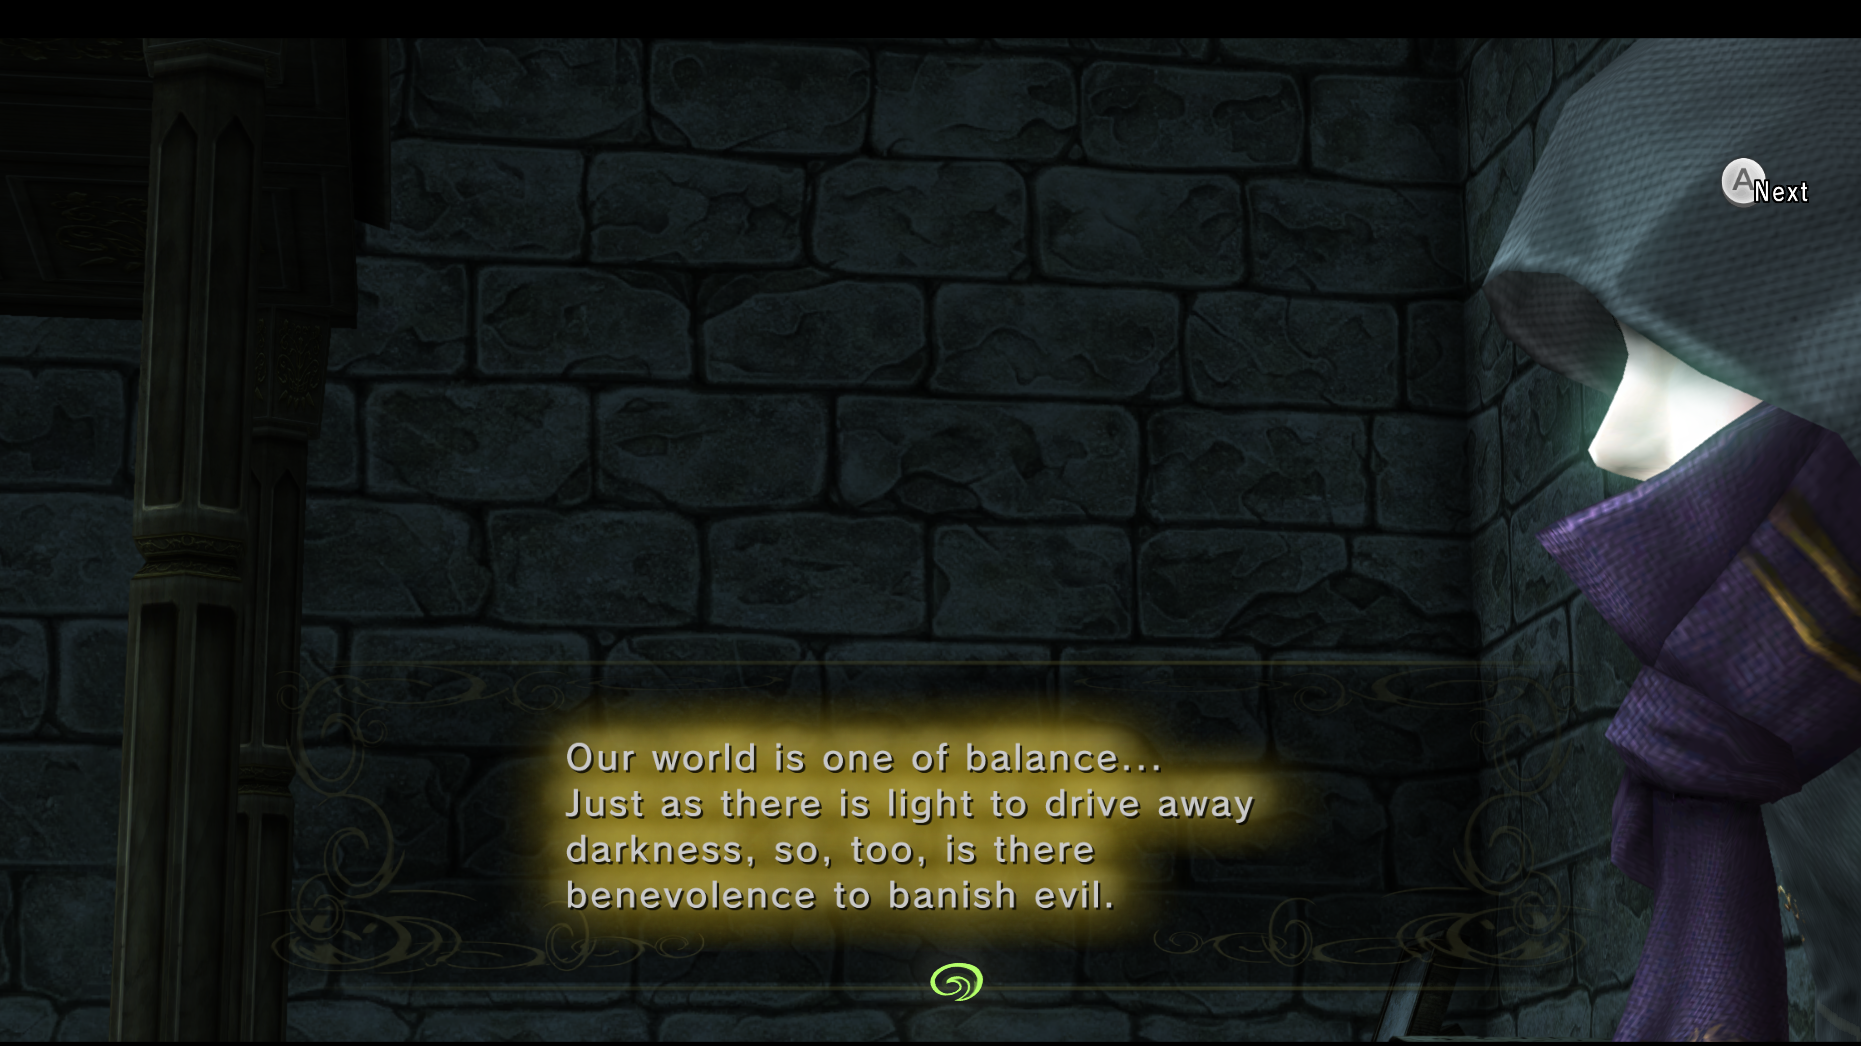 A Next
Our world is one of balance...
Just as there is light to drive away
darkness, so, too, is there
benevolence to banish evil.